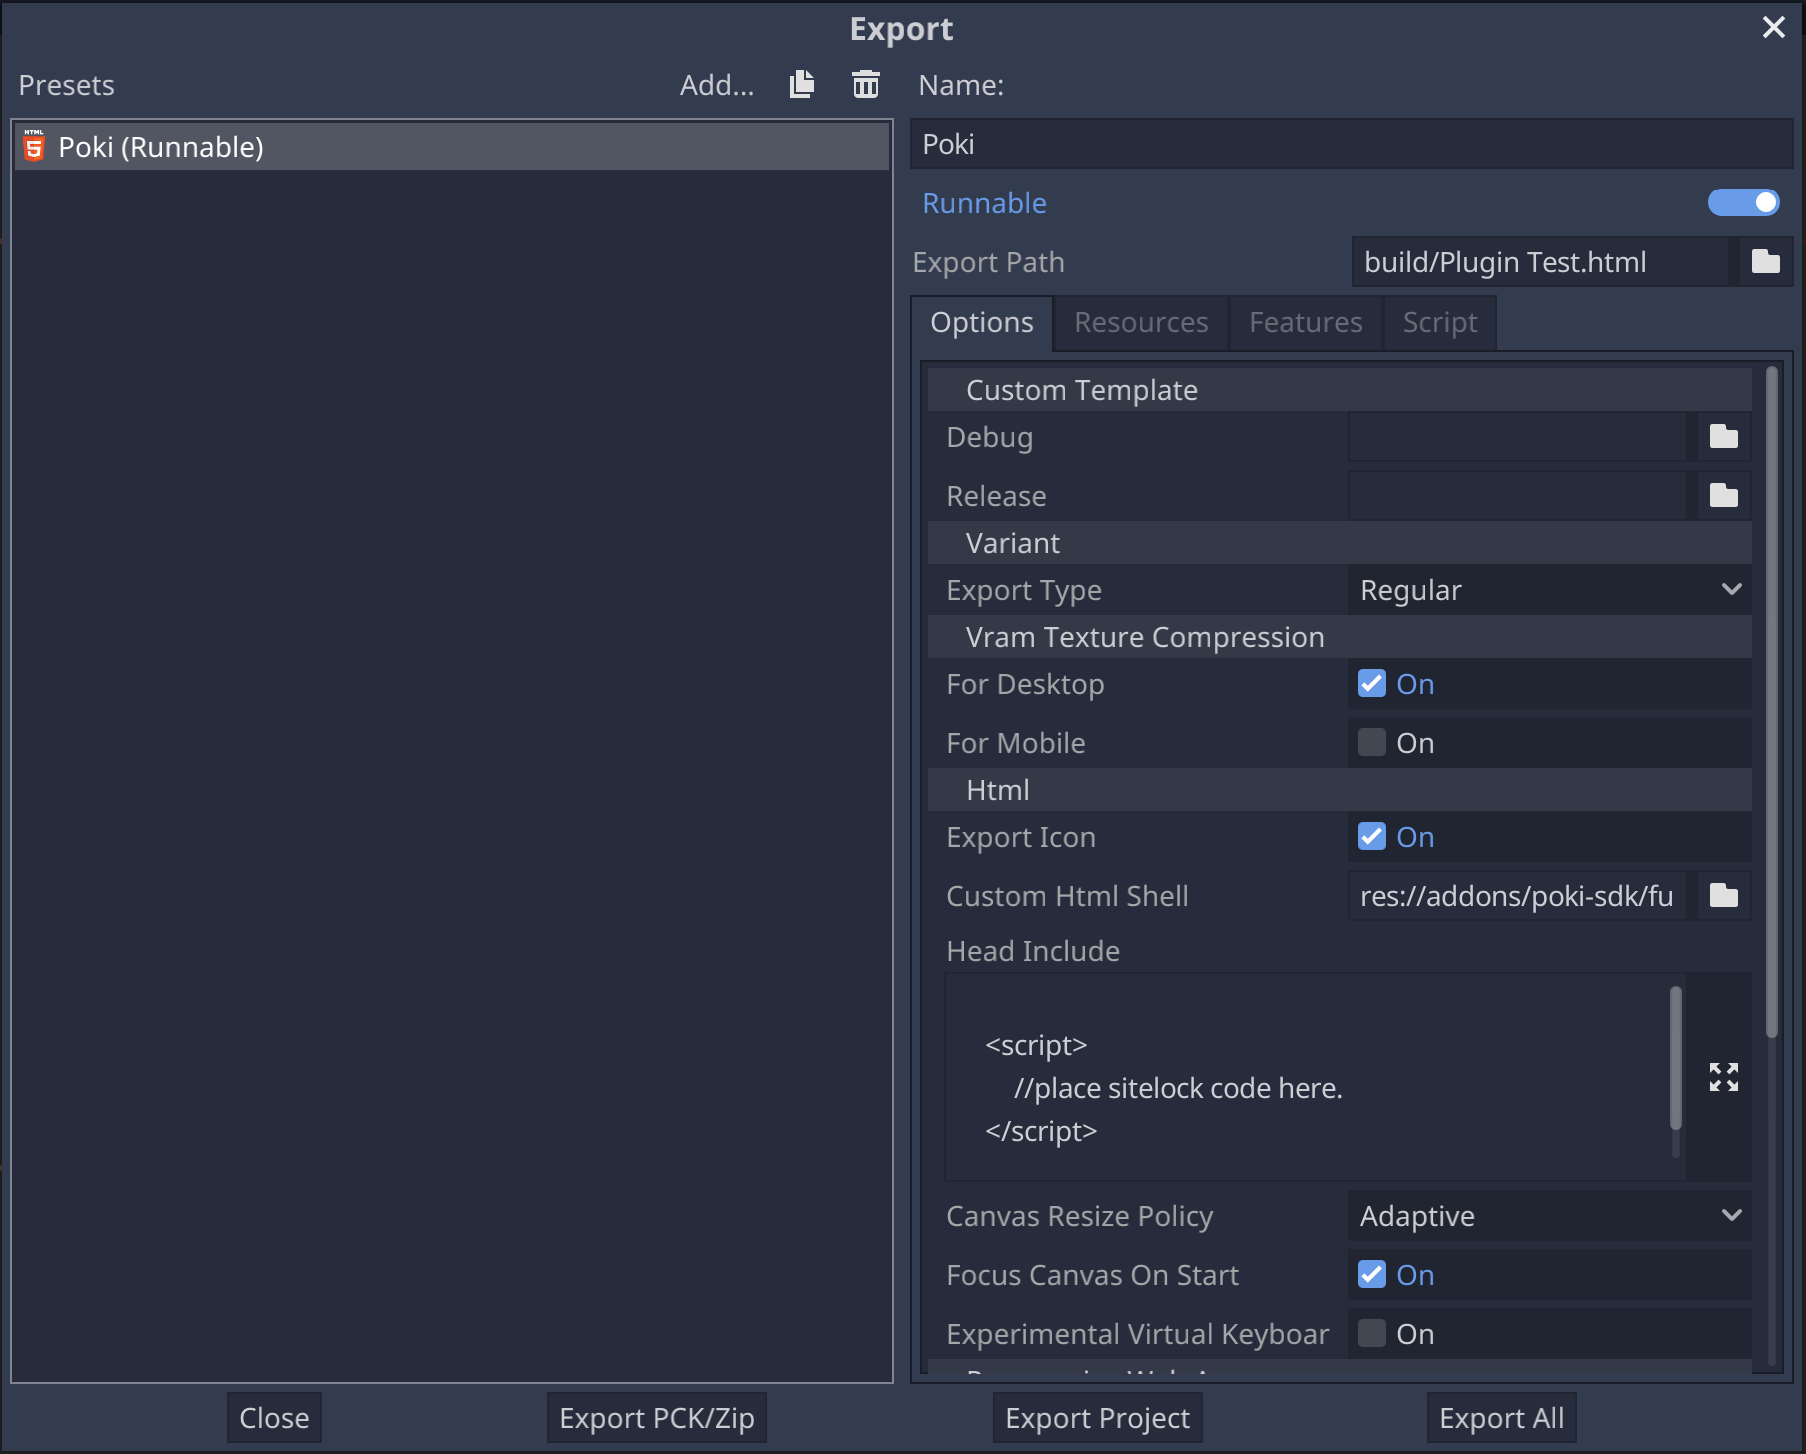 Export
Presets
Add...
Name:
HTML
5
Poki (Runnable)
Poki
Runnable
Export Path
build/Plugin Test.html
Options
Resources
Features
Script
Custom Template
Debug
Release
Variant
Export Type
Regular
Vram Texture Compression
For Desktop
On
For Mobile
On
Html
Export Icon
On
Custom Html Shell
res://addons/poki-sdk/fu
Head Include
<script>
//place sitelock code here.
</script>
Canvas Resize Policy
Adaptive
Focus Canvas On Start
On
Experimental Virtual Keyboar
On
Close
Export PCK/Zip
Export Project
Export All